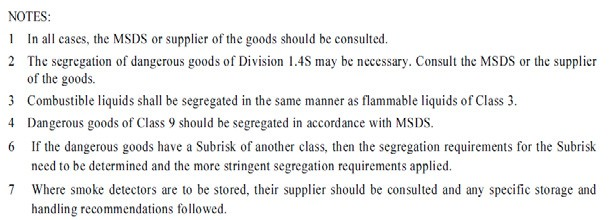 NOTES:
1 In all cases, the MSDS or supplier of the goods should be consulted.
2 The segregation of dangerous goods of Division 1.4S may be necessary. Consult the MSDS or the supplier
of the goods.
3 Combustible liquids shall be segregated in the same manner as flammable liquids of Class 3.
4 Dangerous goods of Class 9 should be segregated in accordance with MSDS.
6 If the dangerous goods have a Subrisk of another class, then the segregation requirements for the Subrisk
need to be determined and the more stringent segregation requirements applied.
7 Where smoke detectors are to be stored, their supplier should be consulted and any specific storage and
handling recommendations followed.